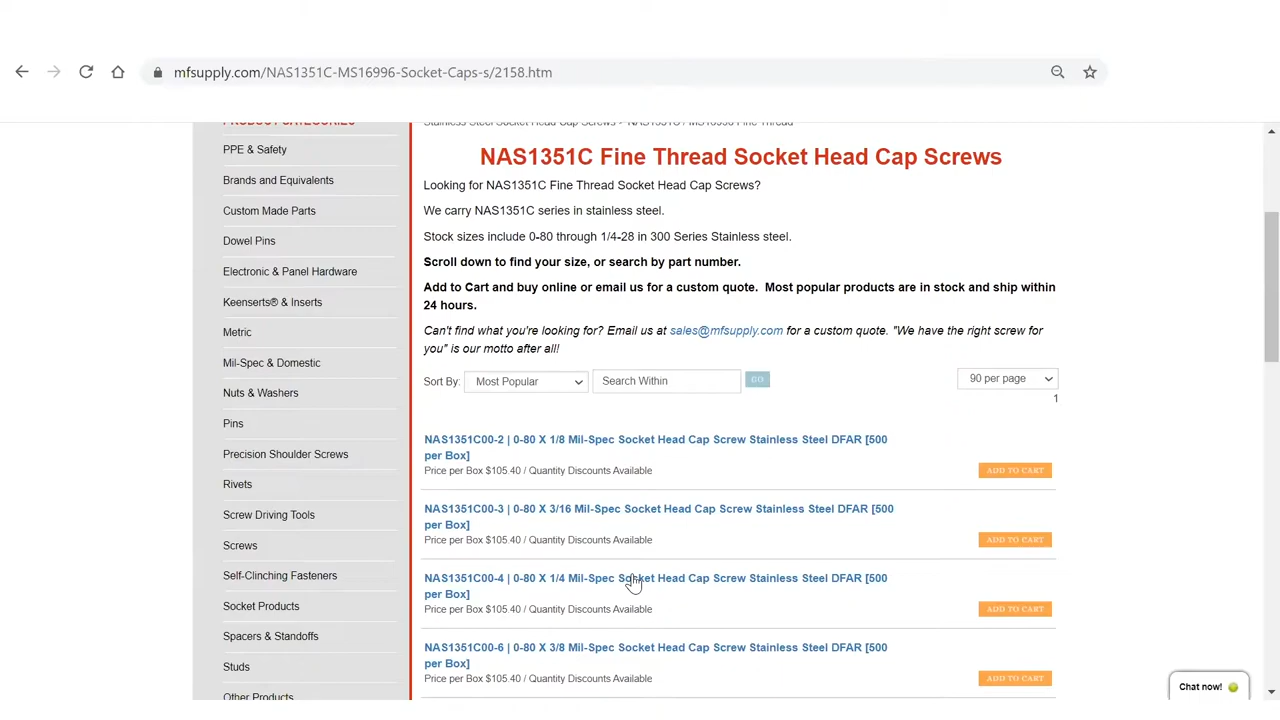 mfsupply.com/NAS1351C-MS16996-Socket-Caps-s/2158.htm
PRODUCT CATEGORIES
PPE & Safety
Brands and Equivalents
Custom Made Parts
Dowel Pins
Electronic & Panel Hardware
Keenserts® & Inserts
Metric
Mil-Spec & Domestic
Nuts & Washers
Pins
Precision Shoulder Screws
Rivets
Screw Driving Tools
Screws
Self-Clinching Fasteners
Socket Products
Spacers & Standoffs
Studs
Other Products
Stainless Steel Socket Head Cap Screws > NAS1351C / MS16996 Fine Thread
NAS1351C Fine Thread Socket Head Cap Screws
Looking for NAS1351C Fine Thread Socket Head Cap Screws?
We carry NAS1351C series in stainless steel.
Stock sizes include 0-80 through 1/4-28 in 300 Series Stainless steel.
Scroll down to find your size, or search by part number.
Add to Cart and buy online or email us for a custom quote.  Most popular products are in stock and ship within
24 hours.
Can't find what you're looking for? Email us at sales@mfsupply.com for a custom quote. "We have the right screw for
you" is our motto after all!
Sort By: Most Popular Search Within GO 90 per page
1
NAS1351C00-2 | 0-80 X 1/8 Mil-Spec Socket Head Cap Screw Stainless Steel DFAR [500
per Box]
Price per Box $105.40 / Quantity Discounts Available ADD TO CART
NAS1351C00-3 | 0-80 X 3/16 Mil-Spec Socket Head Cap Screw Stainless Steel DFAR [500
per Box]
Price per Box $105.40 / Quantity Discounts Available ADD TO CART
NAS1351C00-4 | 0-80 X 1/4 Mil-Spec Socket Head Cap Screw Stainless Steel DFAR [500
per Box]
Price per Box $105.40 / Quantity Discounts Available ADD TO CART
NAS1351C00-6 | 0-80 X 3/8 Mil-Spec Socket Head Cap Screw Stainless Steel DFAR [500
per Box]
Price per Box $105.40 / Quantity Discounts Available ADD TO CART
Chat now!